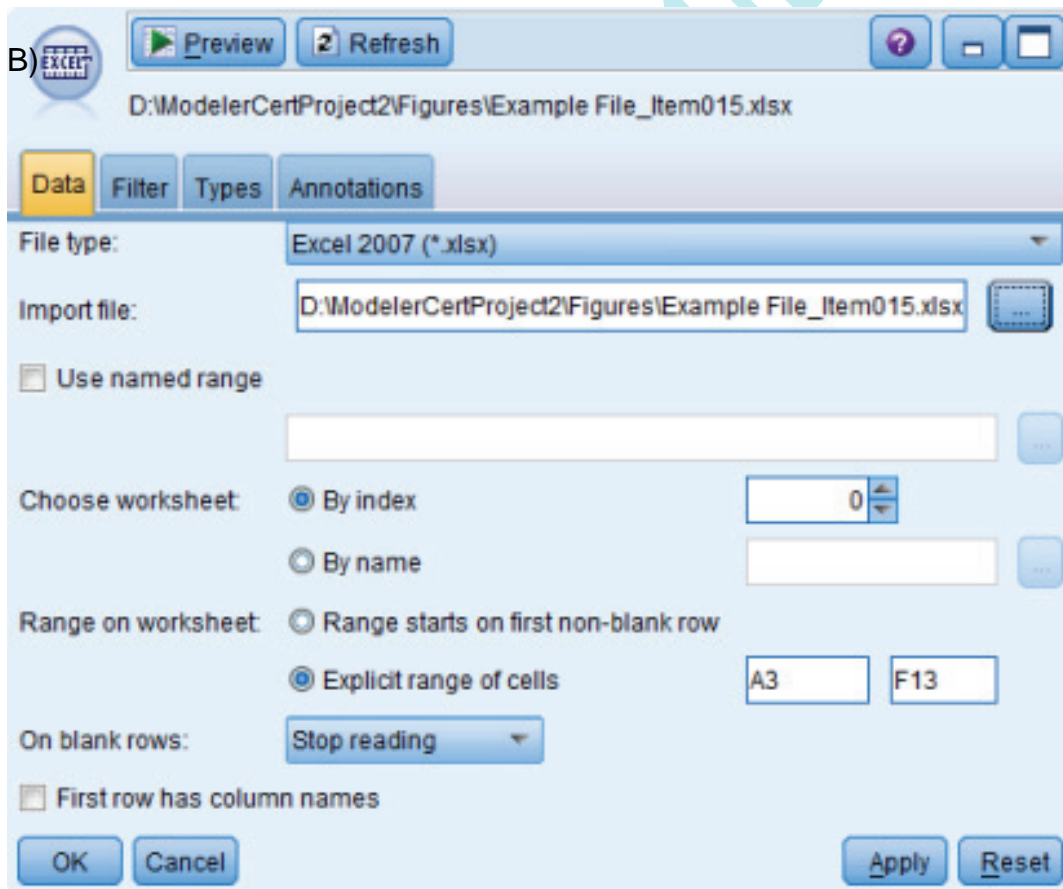 Preview Refresh ?
B) EXCEL
D:\ModelerCertProject2\Figures\Example File_Item015.xlsx
Data Filter Types Annotations
File type: Excel 2007 (*.xlsx)
Import file: D:\ModelerCertProject2\Figures\Example File_Item015.xlsx ...
Use named range
...
Choose worksheet: By index 0
By name ...
Range on worksheet: Range starts on first non-blank row
Explicit range of cells A3 F13
On blank rows: Stop reading
First row has column names
OK Cancel Apply Reset